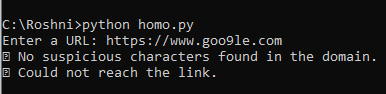 C:\Roshni>python homo.py
Enter a URL: https://www.goo9le.com
⍰ No suspicious characters found in the domain.
⍰ Could not reach the link.